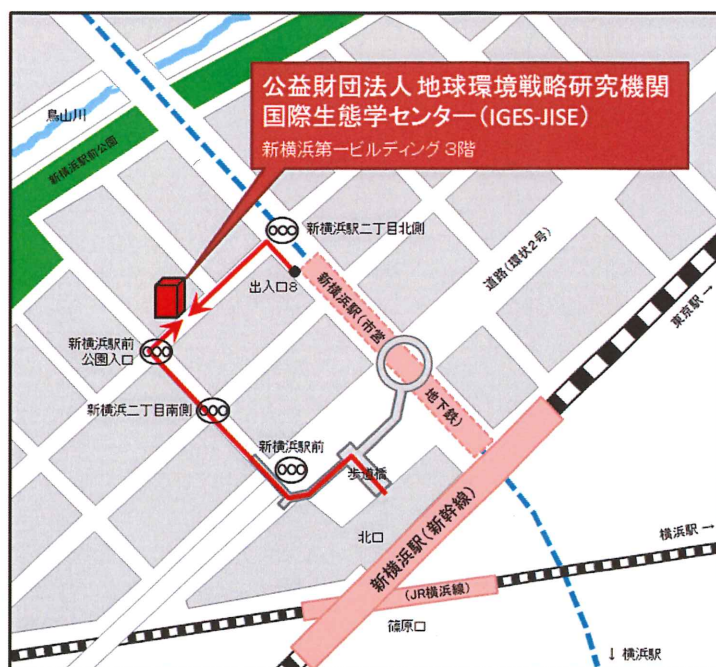 公益財団法人 地球環境戦略研究機関
国際生態学センター(IGES-JISE)
新横浜第一ビルディング 3階
鳥山川
新横浜駅前公園
新横浜駅二丁目北側
出入口8
新横浜駅(市営
地下鉄)
道路(環状2号)
東京駅→
新横浜駅前
公園入口
新横浜二丁目南側
新横浜駅前
歩道橋
北口
新横浜駅(新幹線)
横浜駅→
(JR横浜線)
篠原口
↓横浜駅